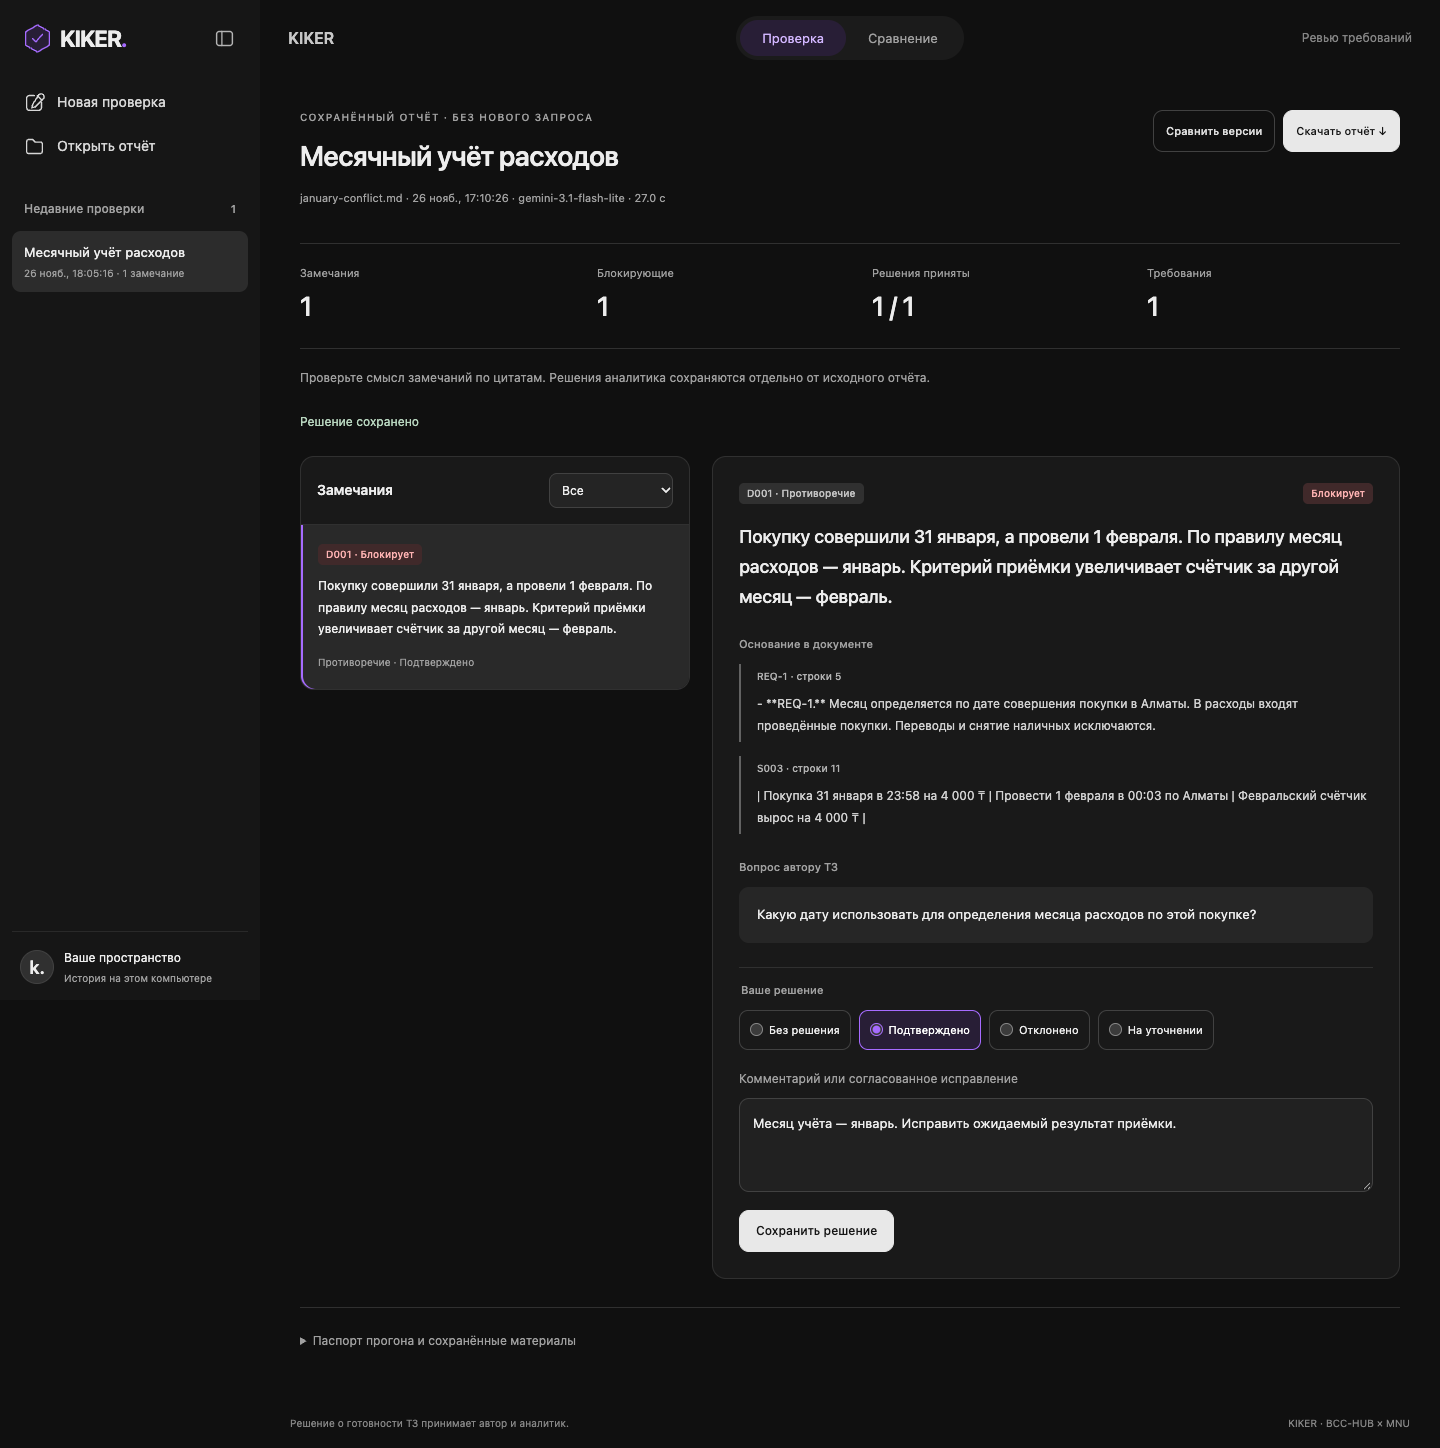 KIKER.
Новая проверка
Открыть отчёт
Недавние проверки 1
Месячный учёт расходов
26 нояб., 18:05:16 · 1 замечание
k.
Ваше пространство
История на этом компьютере
KIKER
Проверка
Сравнение
Ревью требований
СОХРАНЁННЫЙ ОТЧЁТ · БЕЗ НОВОГО ЗАПРОСА
Месячный учёт расходов
january-conflict.md · 26 нояб., 17:10:26 · gemini-3.1-flash-lite · 27.0 с
Сравнить версии
Скачать отчёт ↓
Замечания
1
Блокирующие
1
Решения приняты
1 / 1
Требования
1
Проверьте смысл замечаний по цитатам. Решения аналитика сохраняются отдельно от исходного отчёта.
Решение сохранено
Замечания
Все
D001 · Блокирует
Покупку совершили 31 января, а провели 1 февраля. По
правилу месяц расходов — январь. Критерий приёмки
увеличивает счётчик за другой месяц — февраль.
Противоречие · Подтверждено
D001 · Противоречие
Блокирует
Покупку совершили 31 января, а провели 1 февраля. По правилу месяц
расходов — январь. Критерий приёмки увеличивает счётчик за другой
месяц — февраль.
Основание в документе
REQ-1 · строки 5
- **REQ-1.** Месяц определяется по дате совершения покупки в Алматы. В расходы входят
проведённые покупки. Переводы и снятие наличных исключаются.
S003 · строки 11
| Покупка 31 января в 23:58 на 4 000 ₸ | Провести 1 февраля в 00:03 по Алматы | Февральский счётчик
вырос на 4 000 ₸ |
Вопрос автору ТЗ
Какую дату использовать для определения месяца расходов по этой покупке?
Ваше решение
Без решения
Подтверждено
Отклонено
На уточнении
Комментарий или согласованное исправление
Месяц учёта — январь. Исправить ожидаемый результат приёмки.
Сохранить решение
Паспорт прогона и сохранённые материалы
Решение о готовности ТЗ принимает автор и аналитик.
KIKER · BCC-HUB × MNU